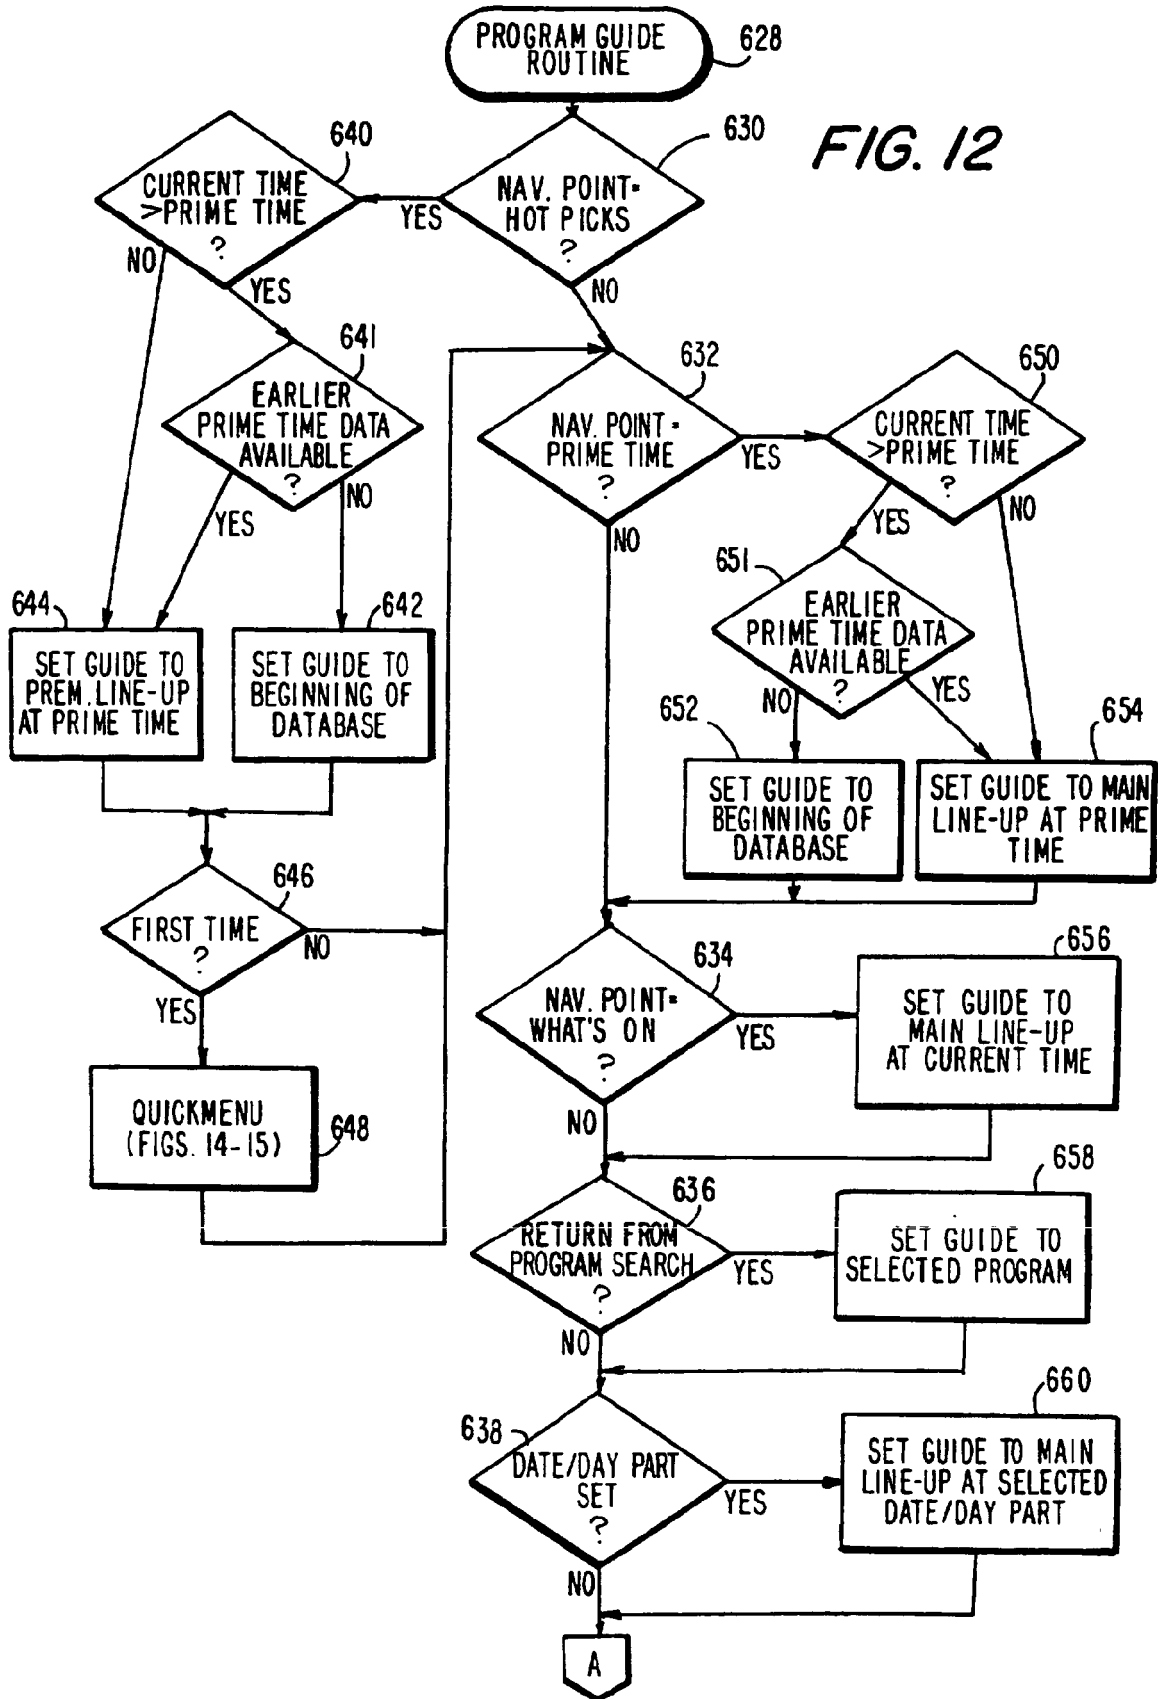 PROGRAM GUIDE
ROUTINE
628
FIG. 12
630
NAV. POINT=
HOT PICKS
?
YES
NO
640
CURRENT TIME
>PRIME TIME
?
NO
YES
641
EARLIER
PRIME TIME DATA
AVAILABLE
?
YES
NO
644
SET GUIDE TO
PREM. LINE-UP
AT PRIME TIME
642
SET GUIDE TO
BEGINNING OF
DATABASE
646
FIRST TIME
?
NO
YES
QUICKMENU
(FIGS. 14-15)
648
632
NAV. POINT =
PRIME TIME
?
YES
NO
650
CURRENT TIME
>PRIME TIME
?
YES
NO
651
EARLIER
PRIME TIME DATA
AVAILABLE
?
NO
YES
652
SET GUIDE TO
BEGINNING OF
DATABASE
654
SET GUIDE TO MAIN
LINE-UP AT PRIME
TIME
634
NAV. POINT=
WHAT'S ON
?
YES
NO
656
SET GUIDE TO
MAIN LINE-UP
AT CURRENT TIME
636
RETURN FROM
PROGRAM SEARCH
?
YES
NO
658
SET GUIDE TO
SELECTED PROGRAM
638
DATE/DAY PART
SET
?
YES
NO
660
SET GUIDE TO MAIN
LINE-UP AT SELECTED
DATE/DAY PART
A